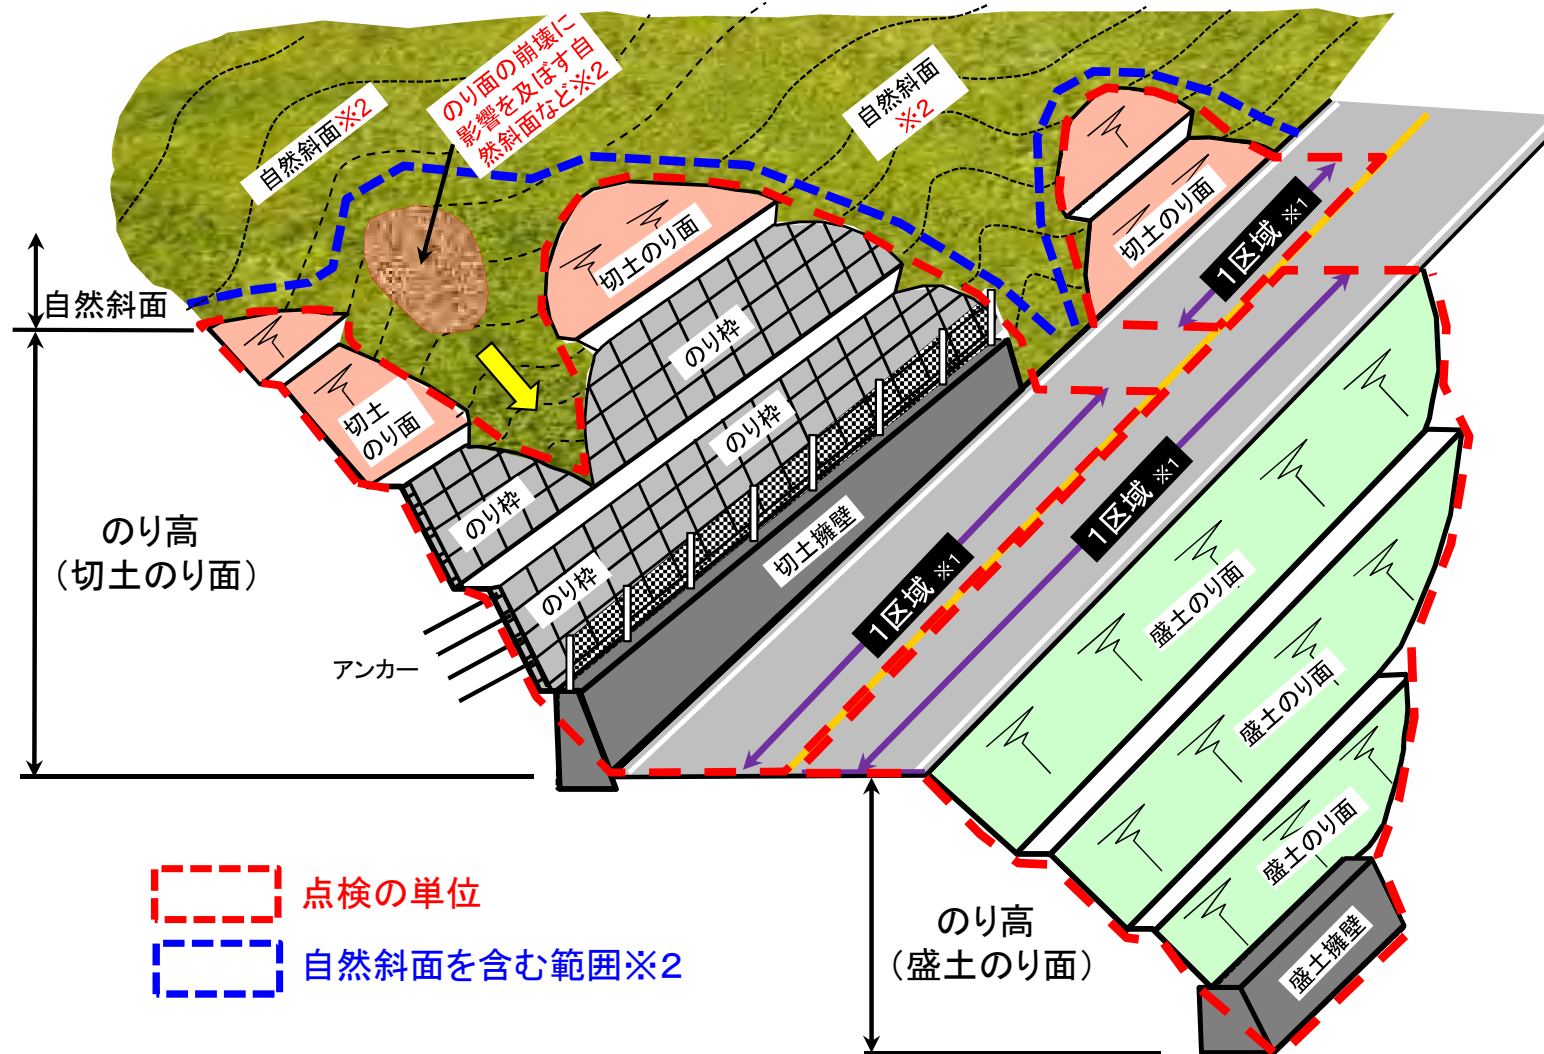 のり面の崩壊に
影響を及ぼす自
然斜面など※2
自然斜面※2
自然斜面
※2
切土のり面
切土のり面
1区域 ※1
自然斜面
のり枠
切土
のり面
のり枠
のり枠
のり枠
切土擁壁
1区域 ※1
1区域 ※1
のり高
（切土のり面）
アンカー
盛土のり面
盛土のり面
盛土のり面
盛土擁壁
のり高
（盛土のり面）
点検の単位
自然斜面を含む範囲※2